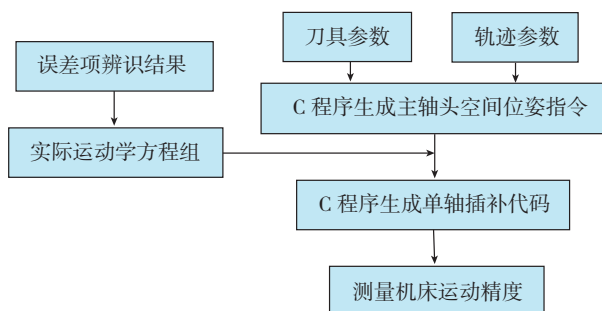 刀具参数
轨迹参数
误差项辨识结果
C 程序生成主轴头空间位姿指令
实际运动学方程组
C 程序生成单轴插补代码
测量机床运动精度